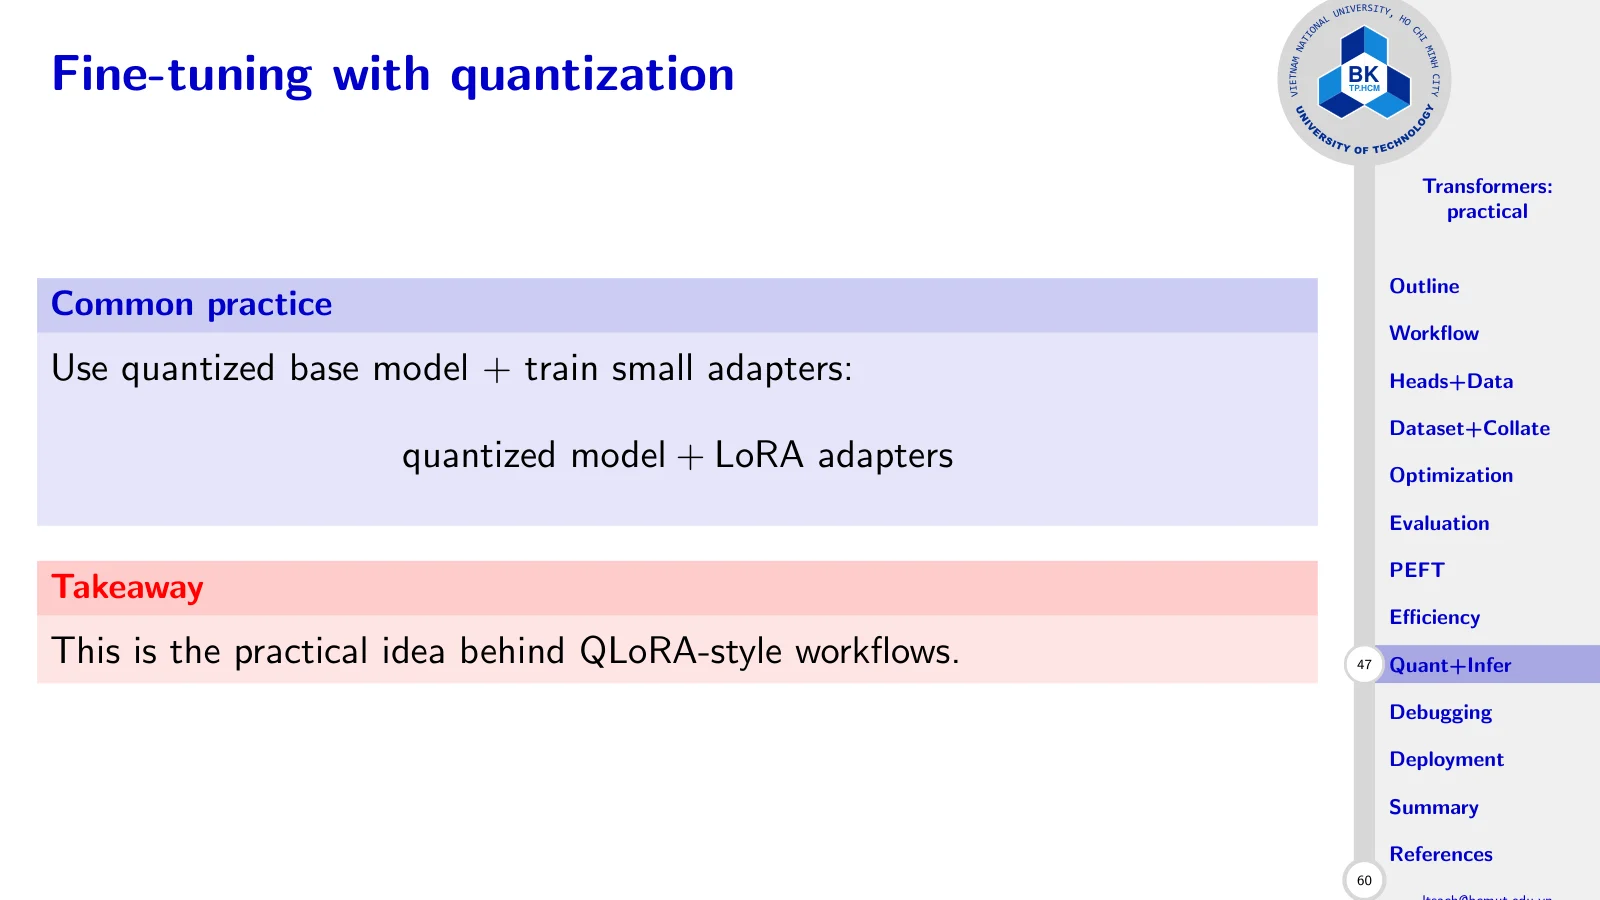 Fine-tuning with quantization
Common practice
Use quantized base model + train small adapters:
quantized model + LoRA adapters
Takeaway
This is the practical idea behind QLoRA-style workflows.
VIETNAM NATIONAL UNIVERSITY, HO CHI MINH CITY
BK
TP.HCM
UNIVERSITY OF TECHNOLOGY
Transformers:
practical
Outline
Workflow
Heads+Data
Dataset+Collate
Optimization
Evaluation
PEFT
Efficiency
47 Quant+Infer
Debugging
Deployment
Summary
References
60